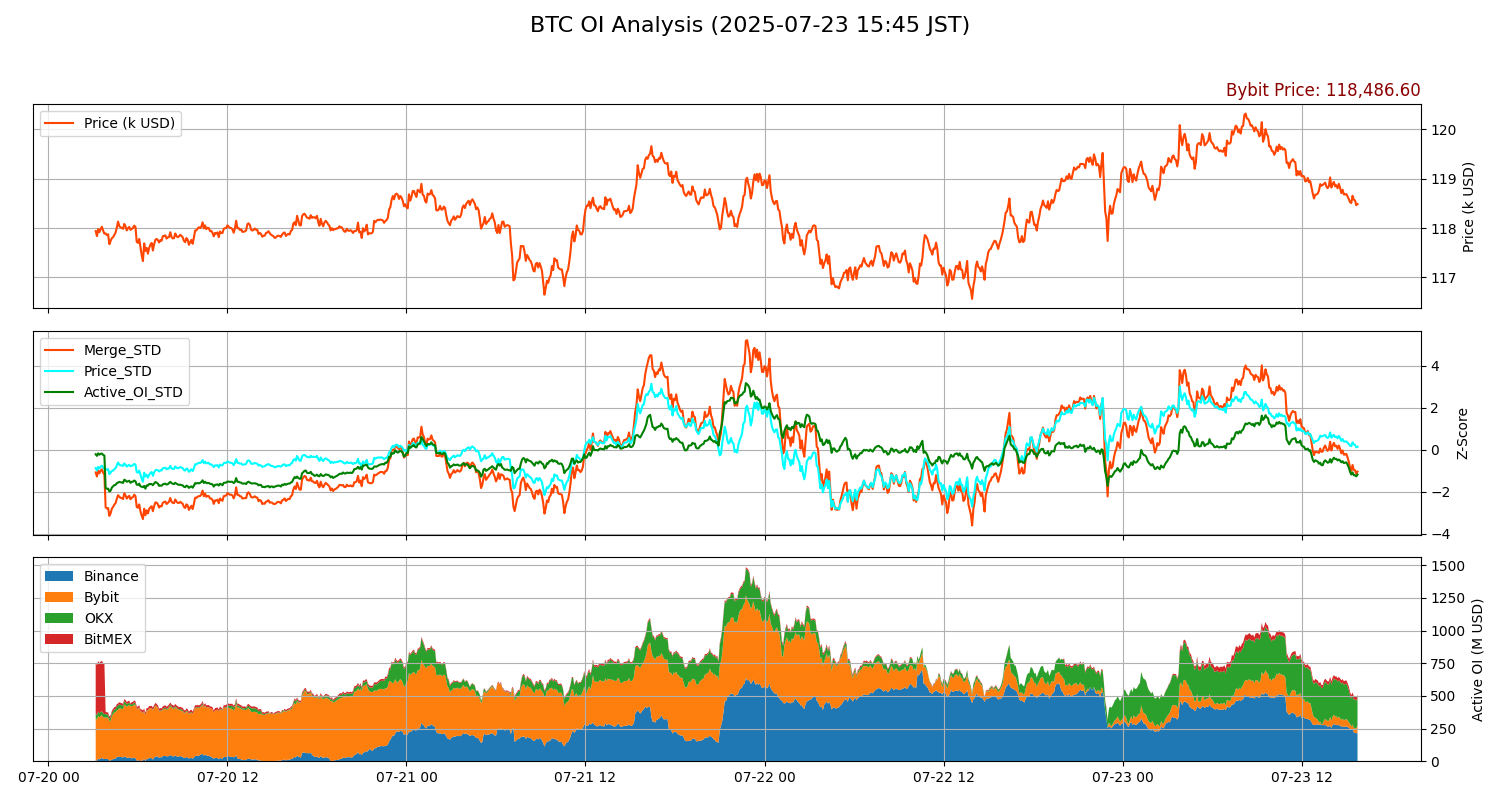 BTC OI Analysis (2025-07-23 15:45 JST)
Bybit Price: 118,486.60
Price (k USD)
120
119
118
117
Price (k USD)
Merge_STD
Price_STD
Active_OI_STD
4
2
0
−2
−4
Z-Score
Binance
Bybit
OKX
BitMEX
1500
1250
1000
750
500
250
0
Active OI (M USD)
07-20 00
07-20 12
07-21 00
07-21 12
07-22 00
07-22 12
07-23 00
07-23 12